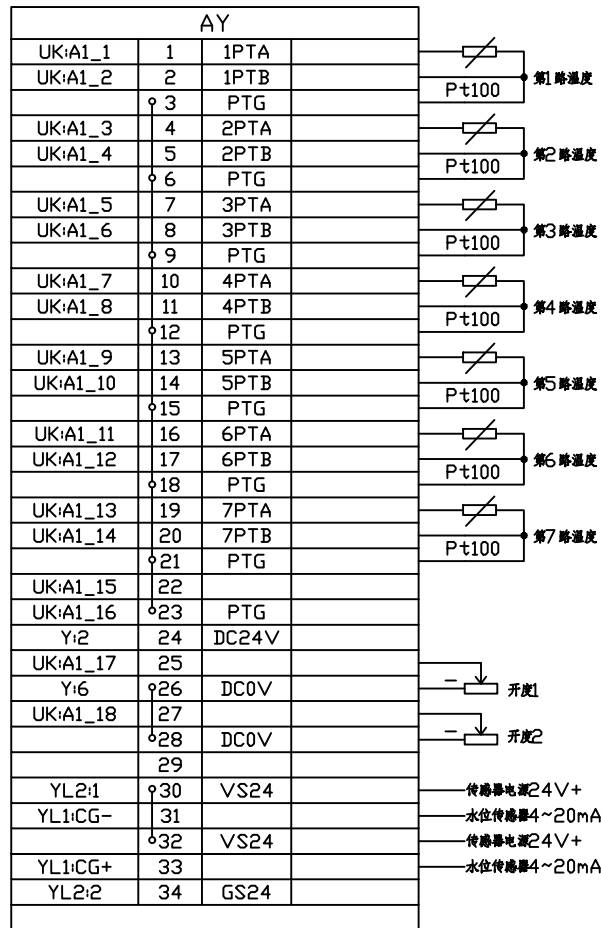 AY
UK:A1_1 1 1PTA
UK:A1_2 2 1PTB Pt100 第1路温度
3 PTG
UK:A1_3 4 2PTA
UK:A1_4 5 2PTB Pt100 第2路温度
6 PTG
UK:A1_5 7 3PTA
UK:A1_6 8 3PTB Pt100 第3路温度
9 PTG
UK:A1_7 10 4PTA
UK:A1_8 11 4PTB Pt100 第4路温度
12 PTG
UK:A1_9 13 5PTA
UK:A1_10 14 5PTB Pt100 第5路温度
15 PTG
UK:A1_11 16 6PTA
UK:A1_12 17 6PTB Pt100 第6路温度
18 PTG
UK:A1_13 19 7PTA
UK:A1_14 20 7PTB Pt100 第7路温度
21 PTG
UK:A1_15 22
UK:A1_16 23 PTG
Y:2 24 DC24V
UK:A1_17 25
Y:6 26 DC0V - 开度1
UK:A1_18 27
28 DC0V - 开度2
29
YL2:1 30 VS24 传感器电源24V+
YL1:CG- 31 水位传感器4~20mA
32 VS24 传感器电源24V+
YL1:CG+ 33 水位传感器4~20mA
YL2:2 34 GS24